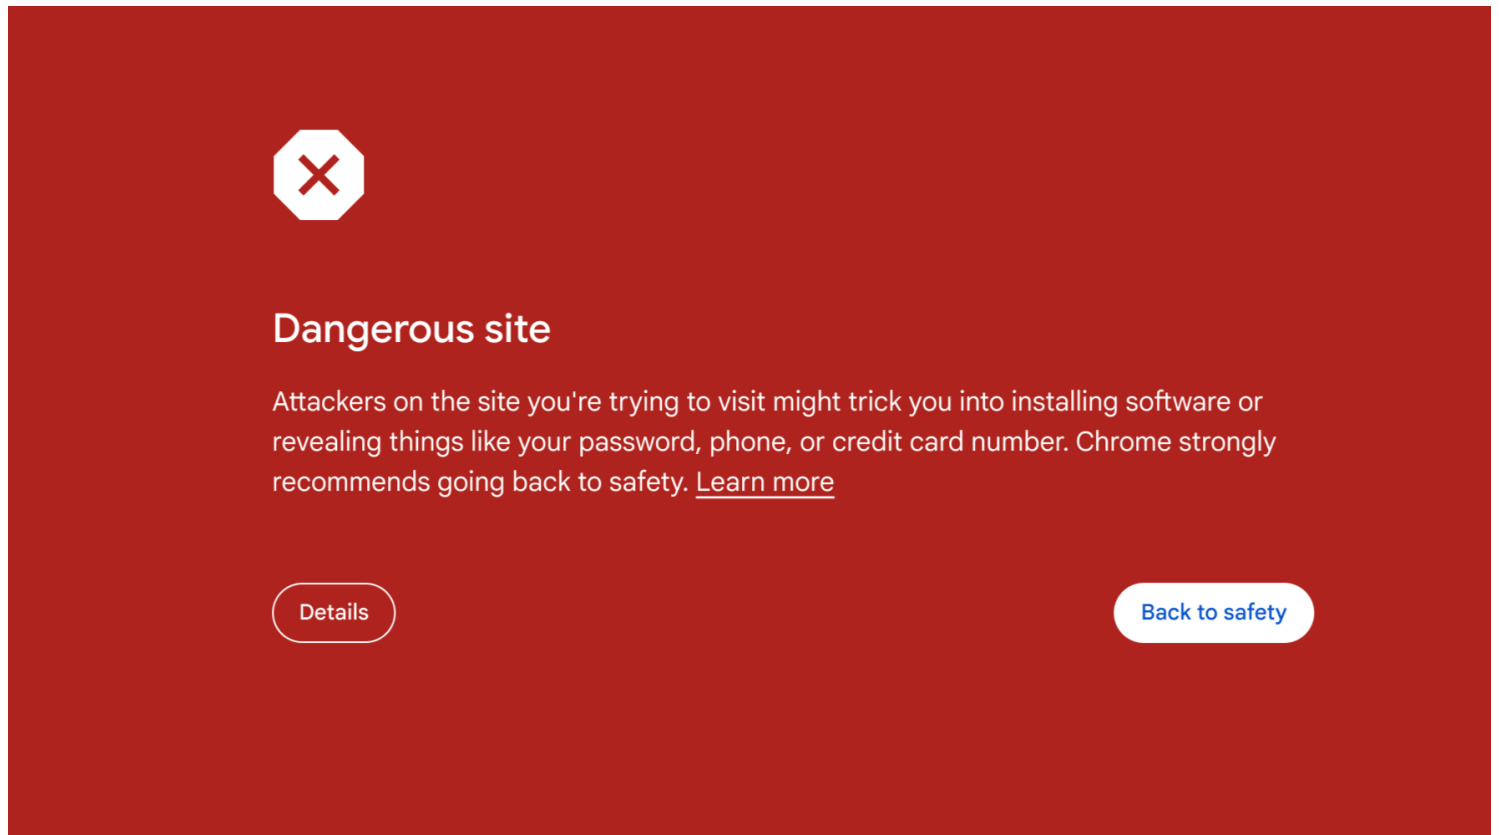 Dangerous site
Attackers on the site you're trying to visit might trick you into installing software or
revealing things like your password, phone, or credit card number. Chrome strongly
recommends going back to safety. Learn more
Details
Back to safety